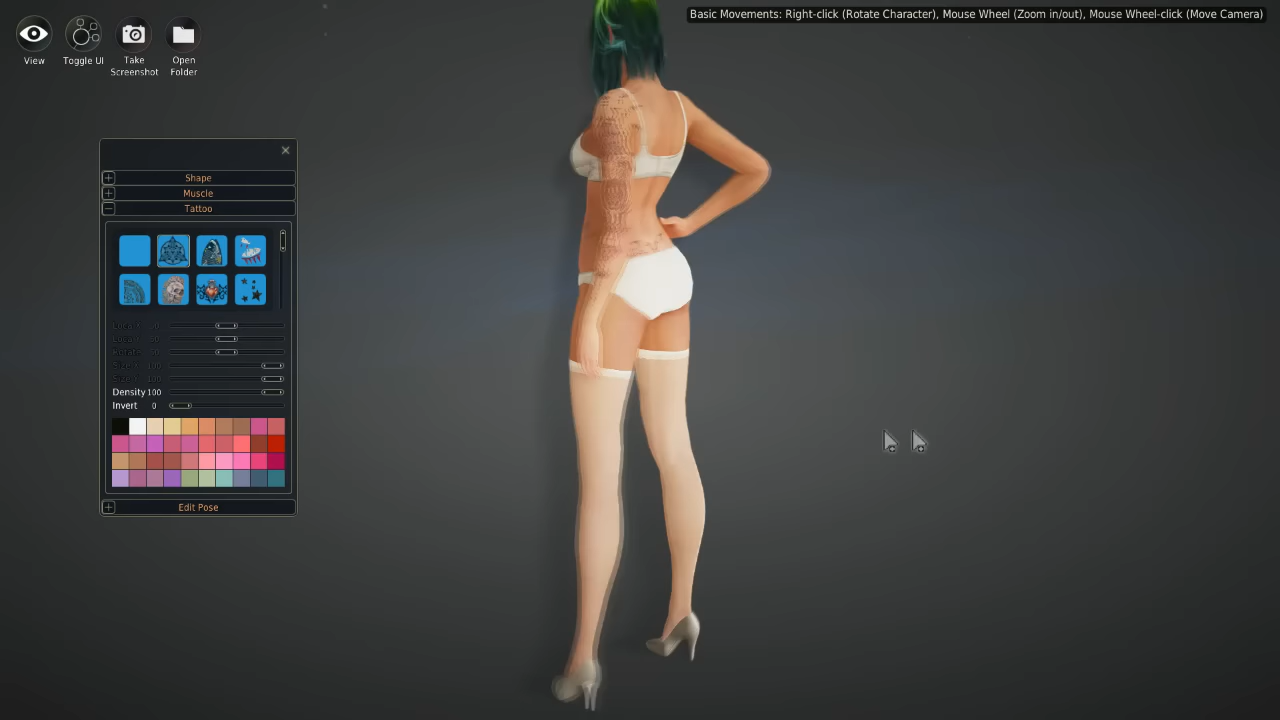 Basic Movements: Right-click (Rotate Character), Mouse Wheel (Zoom in/out), Mouse Wheel-click (Move Camera)
View
Toggle UI
Take Screenshot
Open Folder
Shape
Muscle
Tattoo
Density 100
Invert 0
Edit Pose